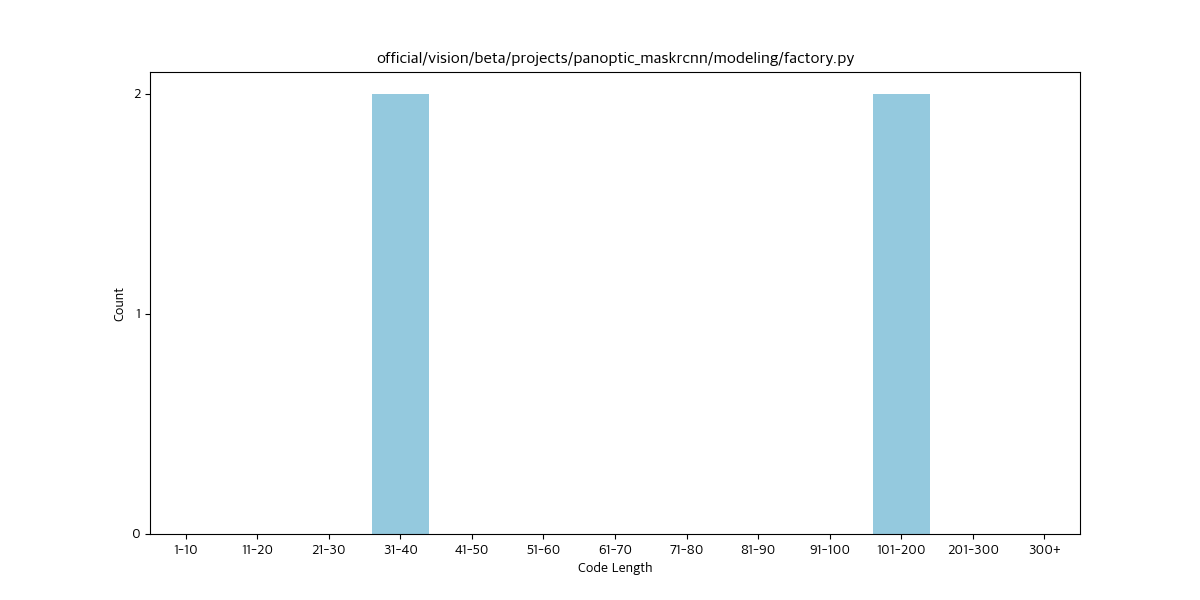 official/vision/beta/projects/panoptic_maskrcnn/modeling/factory.py
2
1
0
Count
1-10 11-20 21-30 31-40 41-50 51-60 61-70 71-80 81-90 91-100 101-200 201-300 300+
Code Length